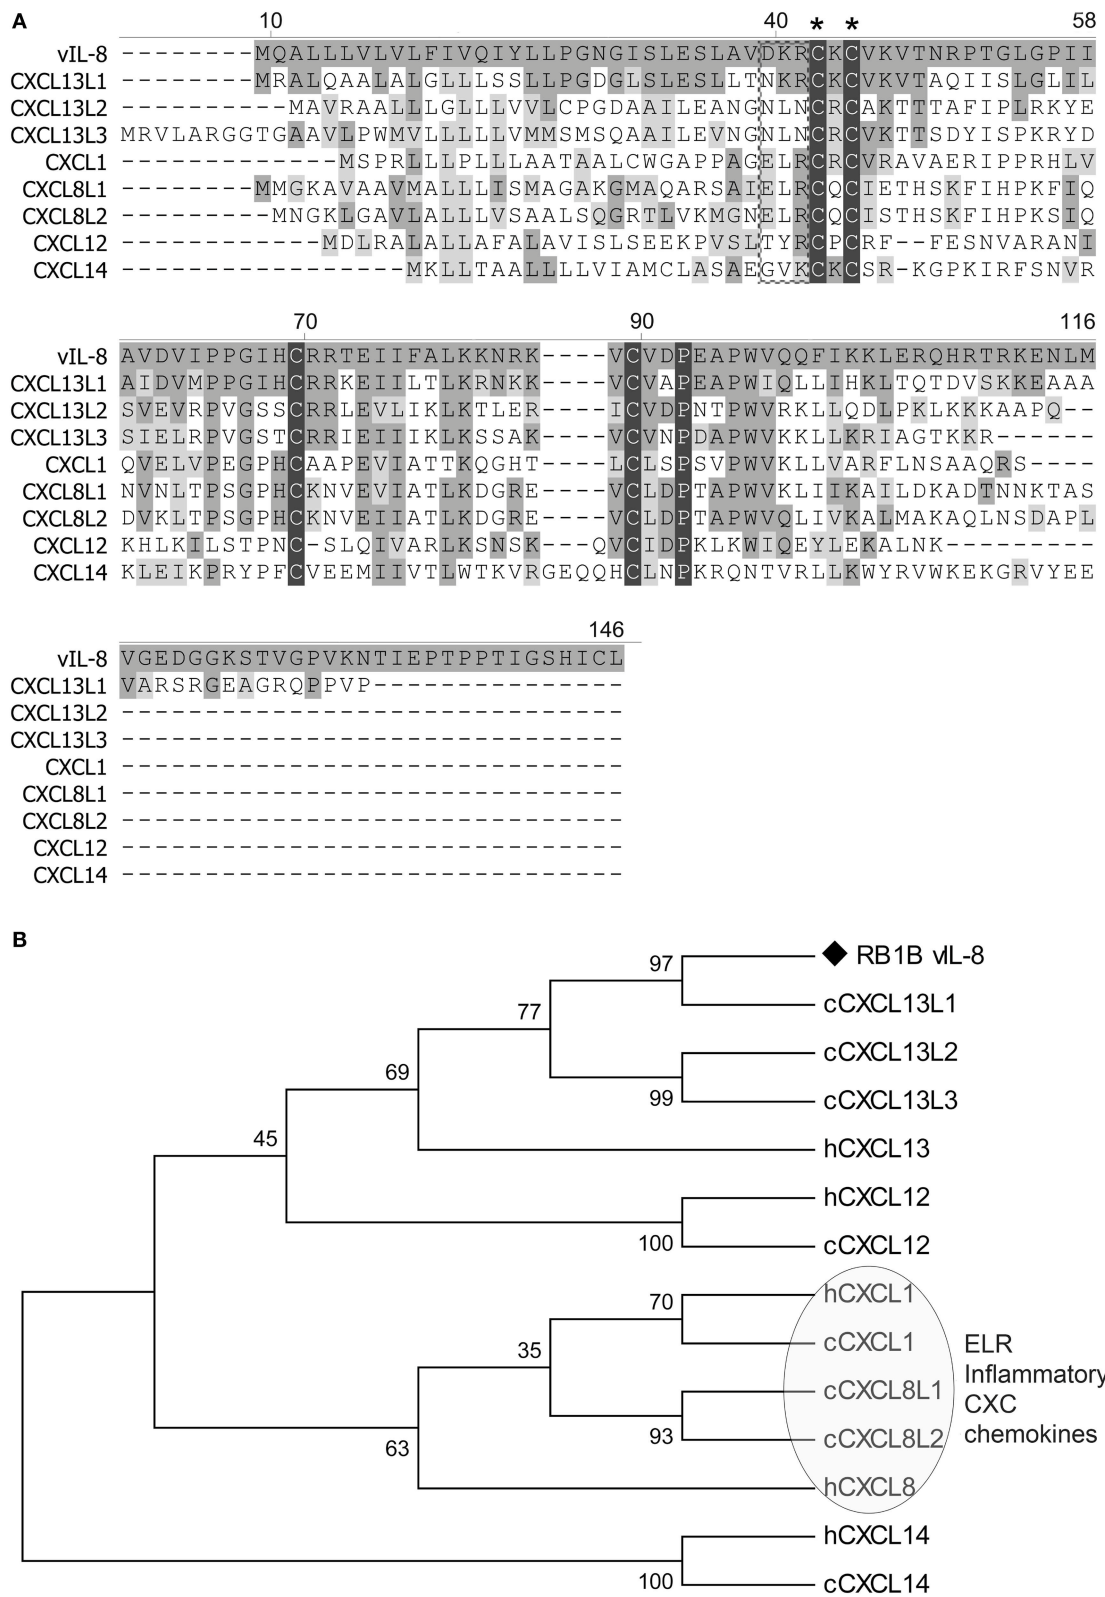 A
10 40 * * 58
vIL-8 --------MQALLLVLVLFIVQIYLLPGNGISLESLAVDKRCKCVKVTNRPTGLGPII
CXCL13L1 --------MRALQAALALGLLLSSLLPGDGLSLESLLTNKRCKCVKVTAQIISLGLIL
CXCL13L2 ----------MAVRAALLLGLLLVVLCPGDAAILEANGNLNCRCAKTTTAFIPLRKYE
CXCL13L3 MRVLARGGTGAAVLPWMVLLLLLLVMMSMSQAAILEVNGNLNCRCVKTTSDYISPKRYD
CXCL1 -------------MSPRLLLPLLLAATAALCWGAPPAGELRCRCVRAVAERIPPRHLV
CXCL8L1 --------MMGKAVAAVMALLLISMAGAKGMAQARSAIELRCQCIETHSKFIHPKFIQ
CXCL8L2 ---------MNGKLGAVLALLLVSAALSQGRTLVKMGNELRCQCISTHSKFIHPKSIQ
CXCL12 ------------MDLRALALLAFALAVISLSEEKPVSLTYRCPCRF--FESNVARANI
CXCL14 -----------------MKLLTAALLLLVIAMCLASAEGVKCKCSR-KGPKIRFSNVR
70 90 116
vIL-8 AVDVIPPGIHCRRTEIIFALKKNRK----VCVDPEAPWVQQFIKKLERQHRTRKENLM
CXCL13L1 AIDVMPPGIHCRRKEIILTLKRNKK----VCVAPEAPWIQLLIHKLTQTDVSKKEAAA
CXCL13L2 SVEVRPVGSSCRRLEVLIKLKTLER----ICVDPNTPWVRKLLQDLPKLKKKKAAPQ--
CXCL13L3 SIELRPVGSTCRRIEIIIKLKSSAK----VCVNPDAPWVKKLLKRIAGTKKR------
CXCL1 QVELVPEGPHCAAPEVIATTKQGHT----LCLSPSVPWVKLLVARFLNSAAQRS----
CXCL8L1 NVNLTPSGPHCKNVEVIATLKDGRE----VCLDPTAPWVKLIIKAILDKADTNNKTAS
CXCL8L2 DVKLTPSGPHCKNVEIIATLKDGRE----VCLDPTAPWVQLIVKALMAKAQLNSDAPL
CXCL12 KHLKILSTPNC-SLQIVARLKSNSK---QVCIDPKLKWIQEYLEKALNK---------
CXCL14 KLEIKPRYPFCVEEMIIVTLWTKVRGEQQHCLNPKRQNTVRLLKWYRVWKEKGRVYEE
146
vIL-8 VGEDGGKSTVGPVKNTIEPTPPTIGSHICL
CXCL13L1 VARSRGEAGRQPPVP---------------
CXCL13L2 ------------------------------
CXCL13L3 ------------------------------
CXCL1 ------------------------------
CXCL8L1 ------------------------------
CXCL8L2 ------------------------------
CXCL12 ------------------------------
CXCL14 ------------------------------
B
97 RB1B vIL-8
cCXCL13L1
77
cCXCL13L2
99 cCXCL13L3
69
hCXCL13
45
hCXCL12
100 cCXCL12
70 hCXCL1
cCXCL1
ELR
Inflammatory
CXC
chemokines
35
cCXCL8L1
93 cCXCL8L2
63
hCXCL8
hCXCL14
100 cCXCL14